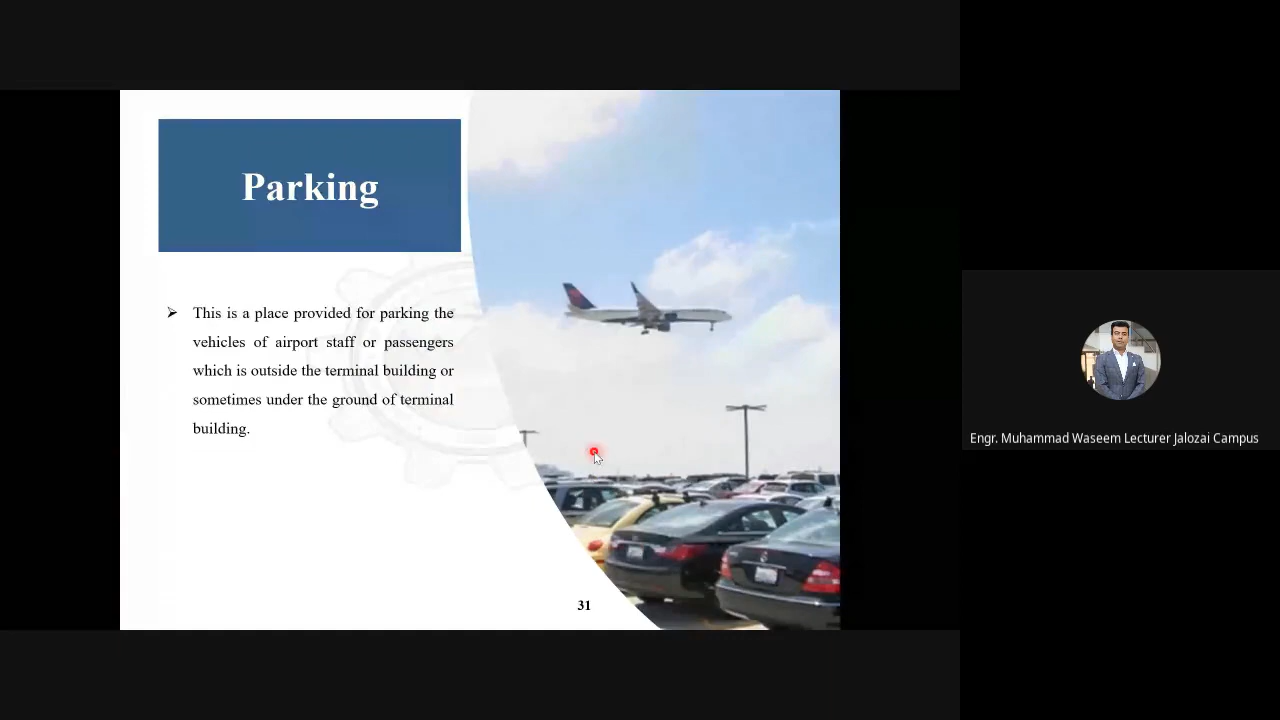 Parking
➢ This is a place provided for parking the
vehicles of airport staff or passengers
which is outside the terminal building or
sometimes under the ground of terminal
building.
31
Engr. Muhammad Waseem Lecturer Jalozai Campus